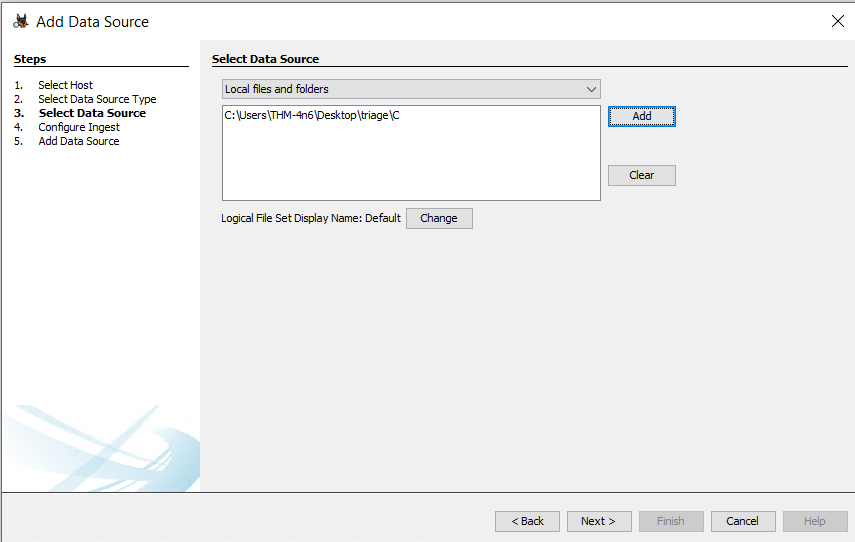 Add Data Source
Steps
1. Select Host
2. Select Data Source Type
3. Select Data Source
4. Configure Ingest
5. Add Data Source
Select Data Source
Local files and folders
C:\Users\THM-4n6\Desktop\triage\C
Add
Clear
Logical File Set Display Name: Default Change
< Back Next > Finish Cancel Help